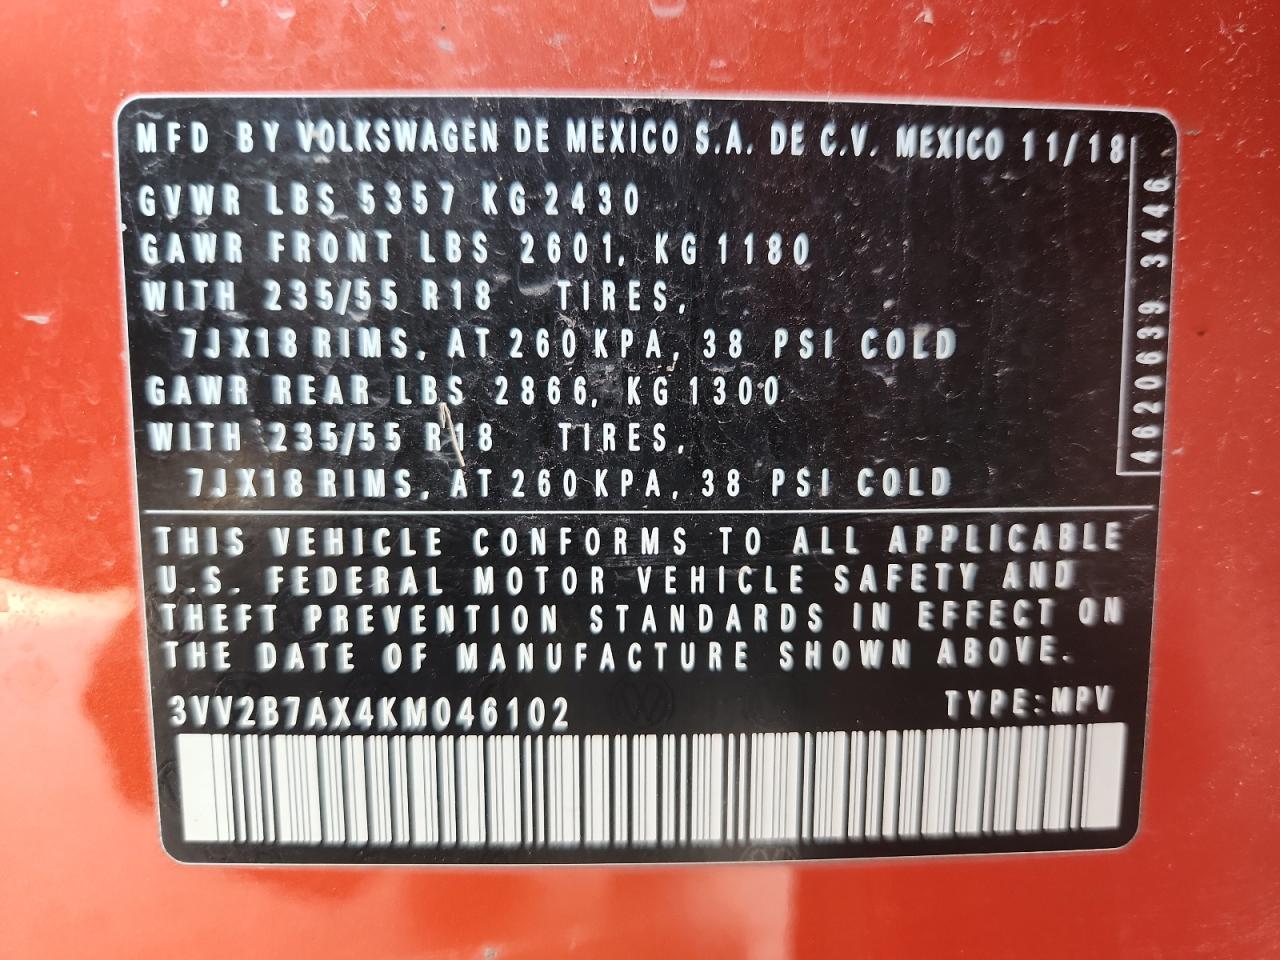 MFD BY VOLKSWAGEN DE MEXICO S.A. DE C.V. MEXICO 11/18
GVWR LBS 5357 KG 2430
GAWR FRONT LBS 2601, KG 1180
WITH 235/55 R18 TIRES,
7JX18 RIMS, AT 260 KPA, 38 PSI COLD
GAWR REAR LBS 2866, KG 1300
WITH 235/55 R18 TIRES,
7JX18 RIMS, AT 260 KPA, 38 PSI COLD
4620639 3446
THIS VEHICLE CONFORMS TO ALL APPLICABLE
U.S. FEDERAL MOTOR VEHICLE SAFETY AND
THEFT PREVENTION STANDARDS IN EFFECT ON
THE DATE OF MANUFACTURE SHOWN ABOVE.
3VV2B7AX4KM046102 TYPE:MPV